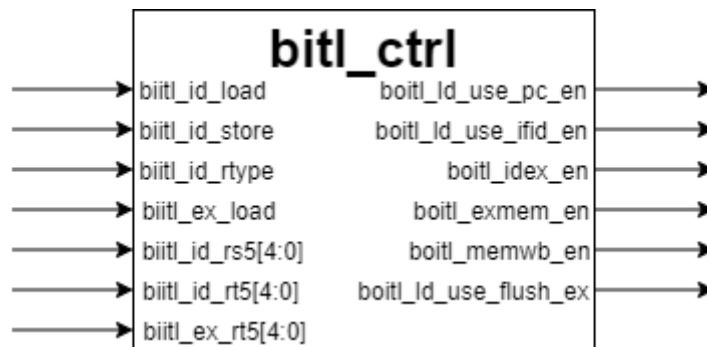 bitl_ctrl
biitl_id_load boitl_ld_use_pc_en
biitl_id_store boitl_ld_use_ifid_en
biitl_id_rtype boitl_idex_en
biitl_ex_load boitl_exmem_en
biitl_id_rs5[4:0] boitl_memwb_en
biitl_id_rt5[4:0] boitl_ld_use_flush_ex
biitl_ex_rt5[4:0]